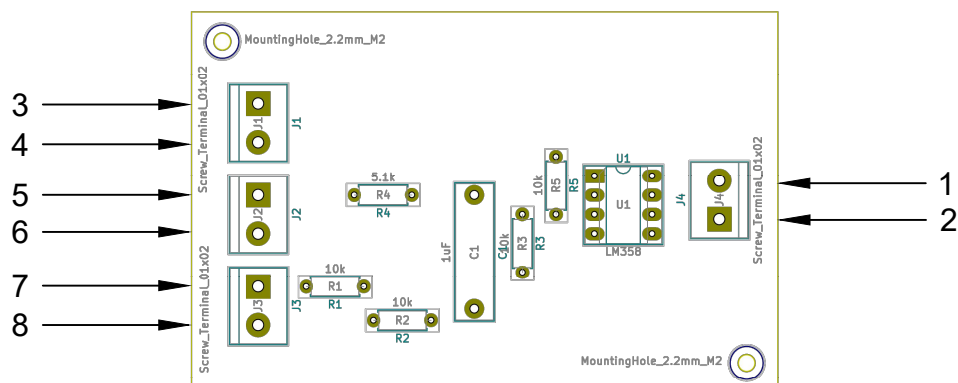 MountingHole_2.2mm_M2
3
4
5
6
7
8
Screw_Terminal_01x02
J1
J1
J2
J2
Screw_Terminal_01x02
J3
J3
5.1k
R4
R4
10k
R1
R1
10k
R2
R2
1uF
C1
C1
10k
R3
R3
10k
R5
R5
U1
U1
LM358
J4
J4
Screw_Terminal_01x02
1
2
MountingHole_2.2mm_M2